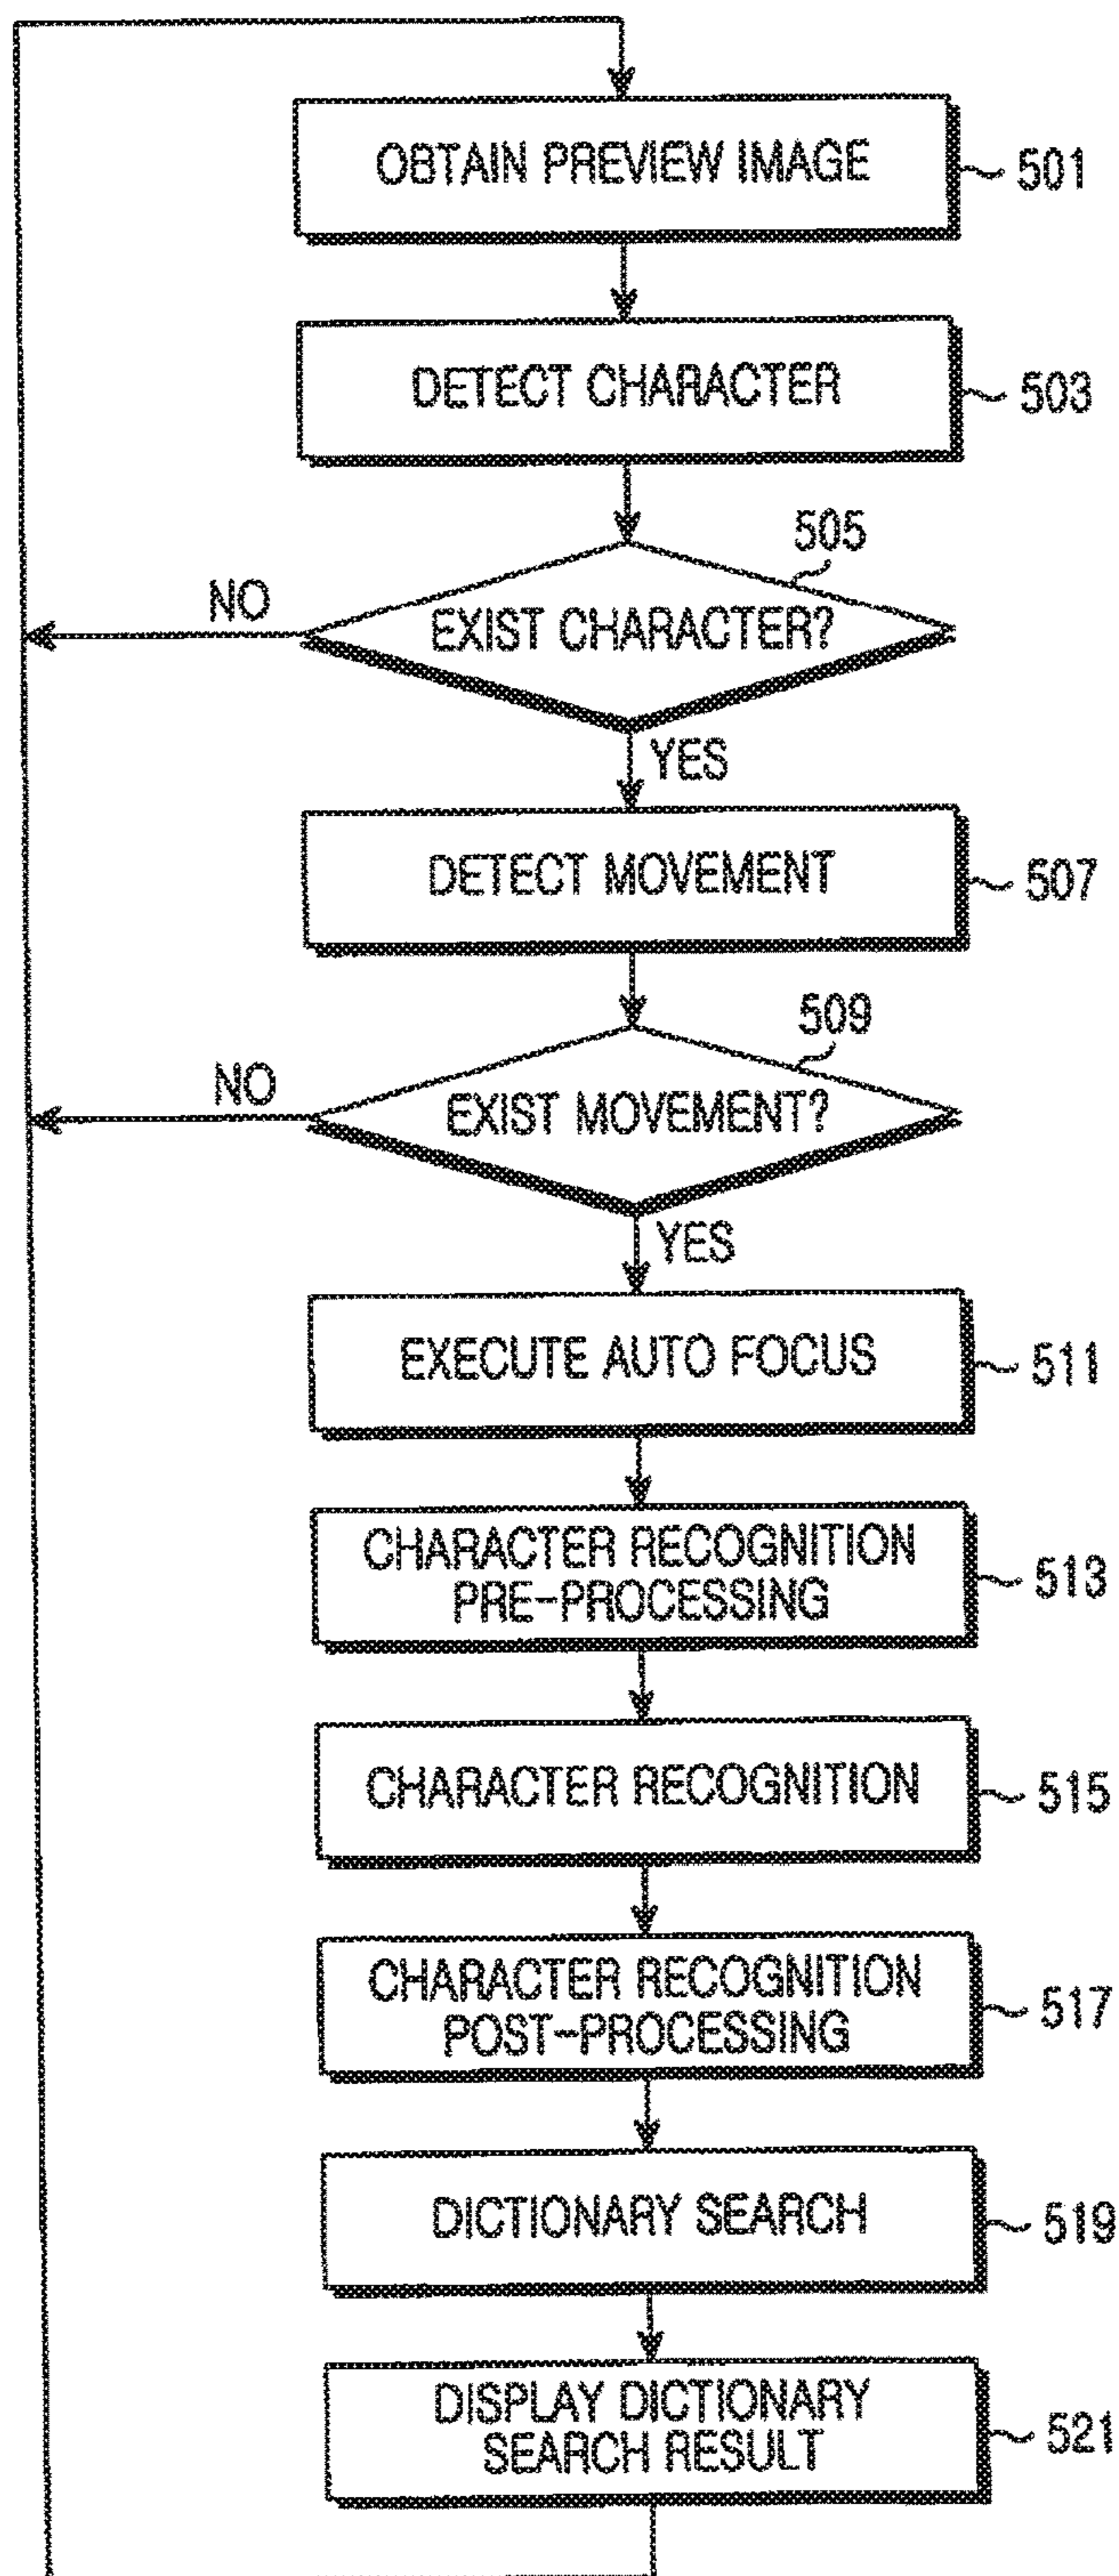 OBTAIN PREVIEW IMAGE
501
DETECT CHARACTER
503
505
NO
EXIST CHARACTER?
YES
DETECT MOVEMENT
507
509
NO
EXIST MOVEMENT?
YES
EXECUTE AUTO FOCUS
511
CHARACTER RECOGNITION
PRE-PROCESSING
513
CHARACTER RECOGNITION
515
CHARACTER RECOGNITION
POST-PROCESSING
517
DICTIONARY SEARCH
519
DISPLAY DICTIONARY
SEARCH RESULT
521